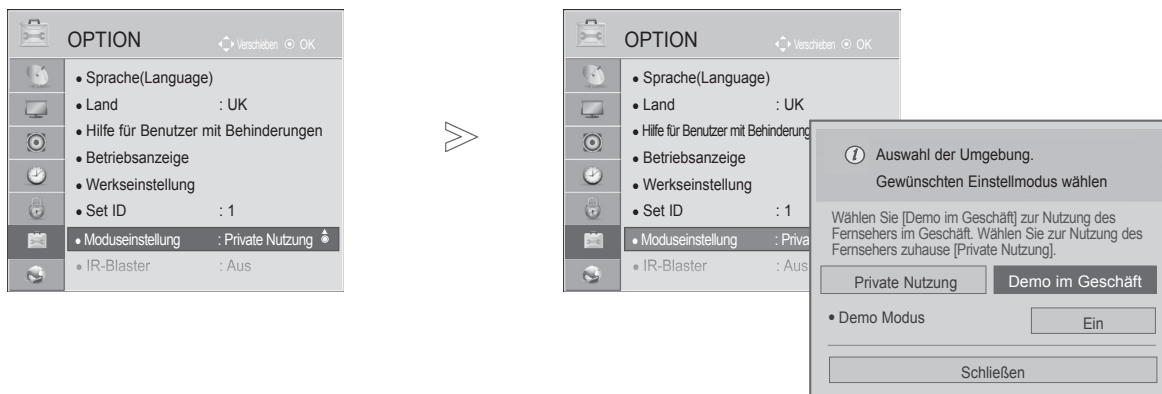 OPTION Verschieben OK
• Sprache(Language)
• Land : UK
• Hilfe für Benutzer mit Behinderungen
• Betriebsanzeige
• Werkseinstellung
• Set ID : 1
• Moduseinstellung : Private Nutzung
• IR-Blaster : Aus
>
OPTION Verschieben OK
• Sprache(Language)
• Land : UK
• Hilfe für Benutzer mit Behinderung
• Betriebsanzeige
• Werkseinstellung
• Set ID : 1
• Moduseinstellung : Priva
• IR-Blaster : Aus
i Auswahl der Umgebung.
Gewünschten Einstellmodus wählen
Wählen Sie [Demo im Geschäft] zur Nutzung des
Fernsehers im Geschäft. Wählen Sie zur Nutzung des
Fernsehers zuhause [Private Nutzung].
Private Nutzung Demo im Geschäft
• Demo Modus Ein
Schließen